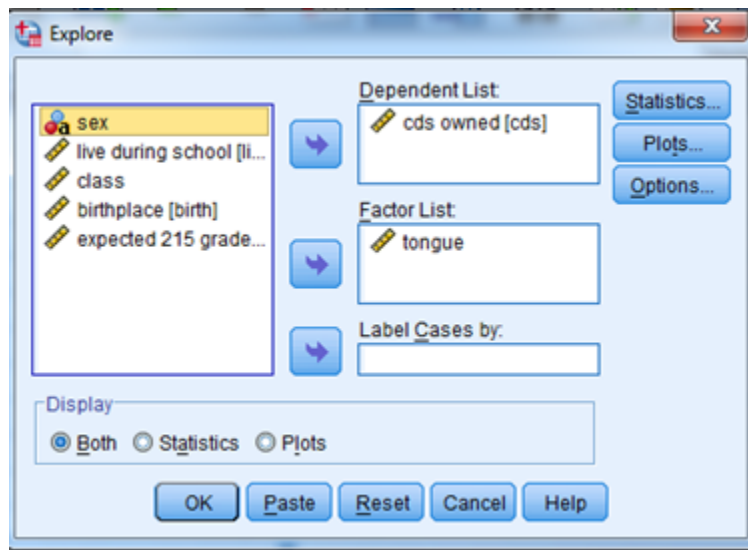 Explore
sex
live during school [li...
class
birthplace [birth]
expected 215 grade...
Dependent List:
cds owned [cds]
Factor List:
tongue
Label Cases by:
Statistics...
Plots...
Options...
Display
Both Statistics Plots
OK Paste Reset Cancel Help